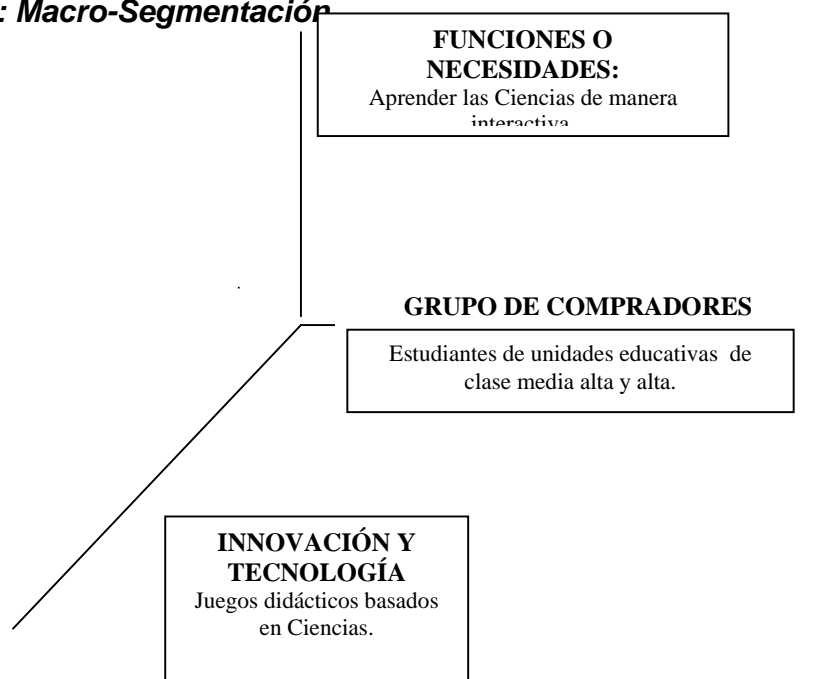 : Macro-Segmentación
FUNCIONES O
NECESIDADES:
Aprender las Ciencias de manera
interactiva
GRUPO DE COMPRADORES
Estudiantes de unidades educativas de
clase media alta y alta.
INNOVACIÓN Y
TECNOLOGÍA
Juegos didácticos basados
en Ciencias.